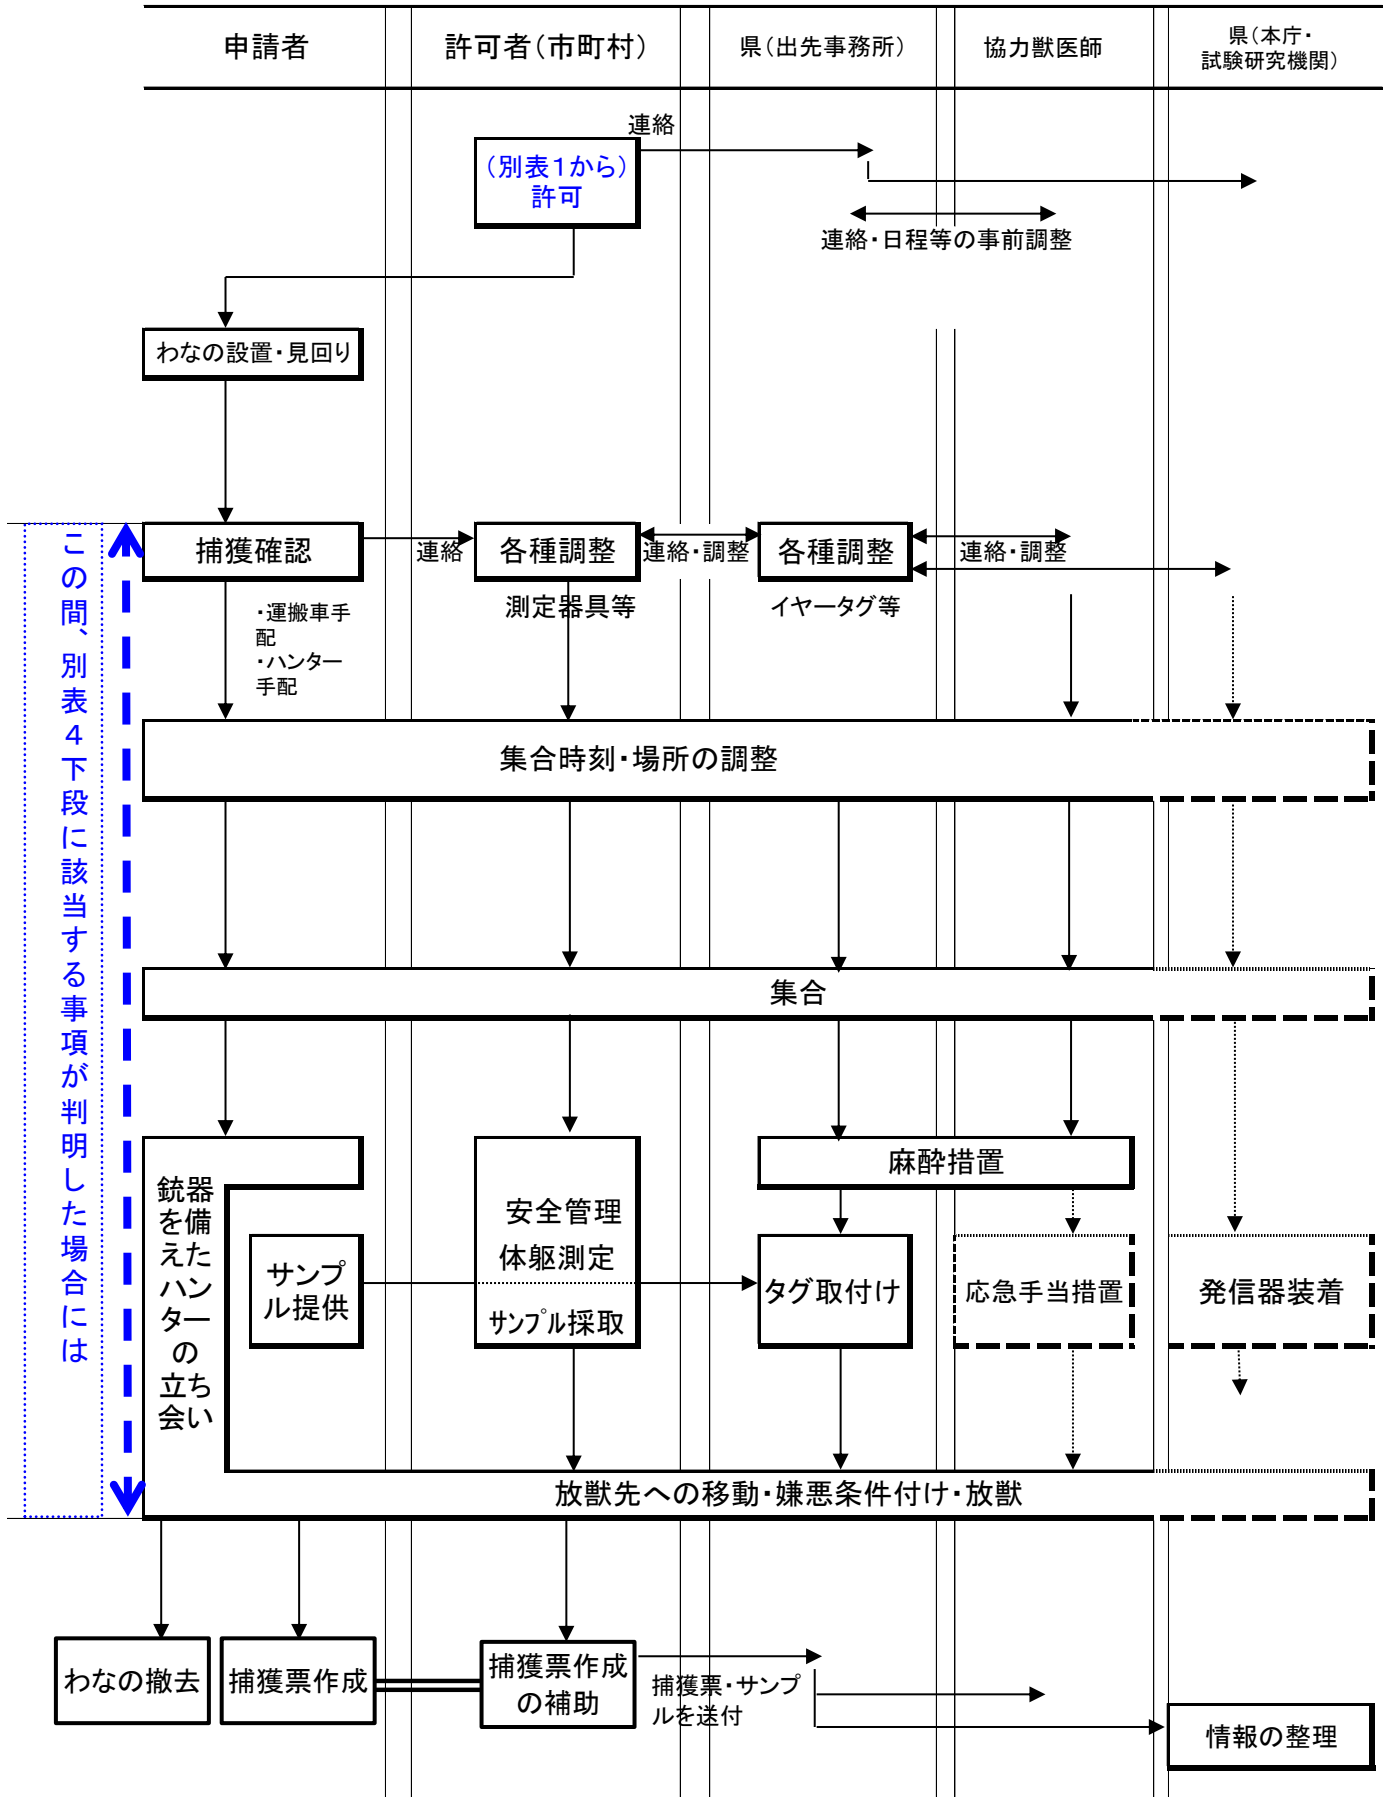 申請者
許可者（市町村）
県（出先事務所）
協力獣医師
県（本庁・
試験研究機関）
連絡
（別表１から）
許可
連絡・日程等の事前調整
わなの設置・見回り
捕獲確認
連絡
各種調整
連絡・調整
各種調整
連絡・調整
測定器具等
イヤータグ等
・運搬車手
配
・ハンター
手配
この間、別表４下段に該当する事項が判明した場合には
集合時刻・場所の調整
集合
銃器
を備
えた
ハン
ター
の
立ち
会い
サンプ
ル提供
安全管理
体躯測定
サンプル採取
麻酔措置
タグ取付け
応急手当措置
発信器装着
放獣先への移動・嫌悪条件付け・放獣
わなの撤去
捕獲票作成
捕獲票作成
の補助
捕獲票・サンプ
ルを送付
情報の整理